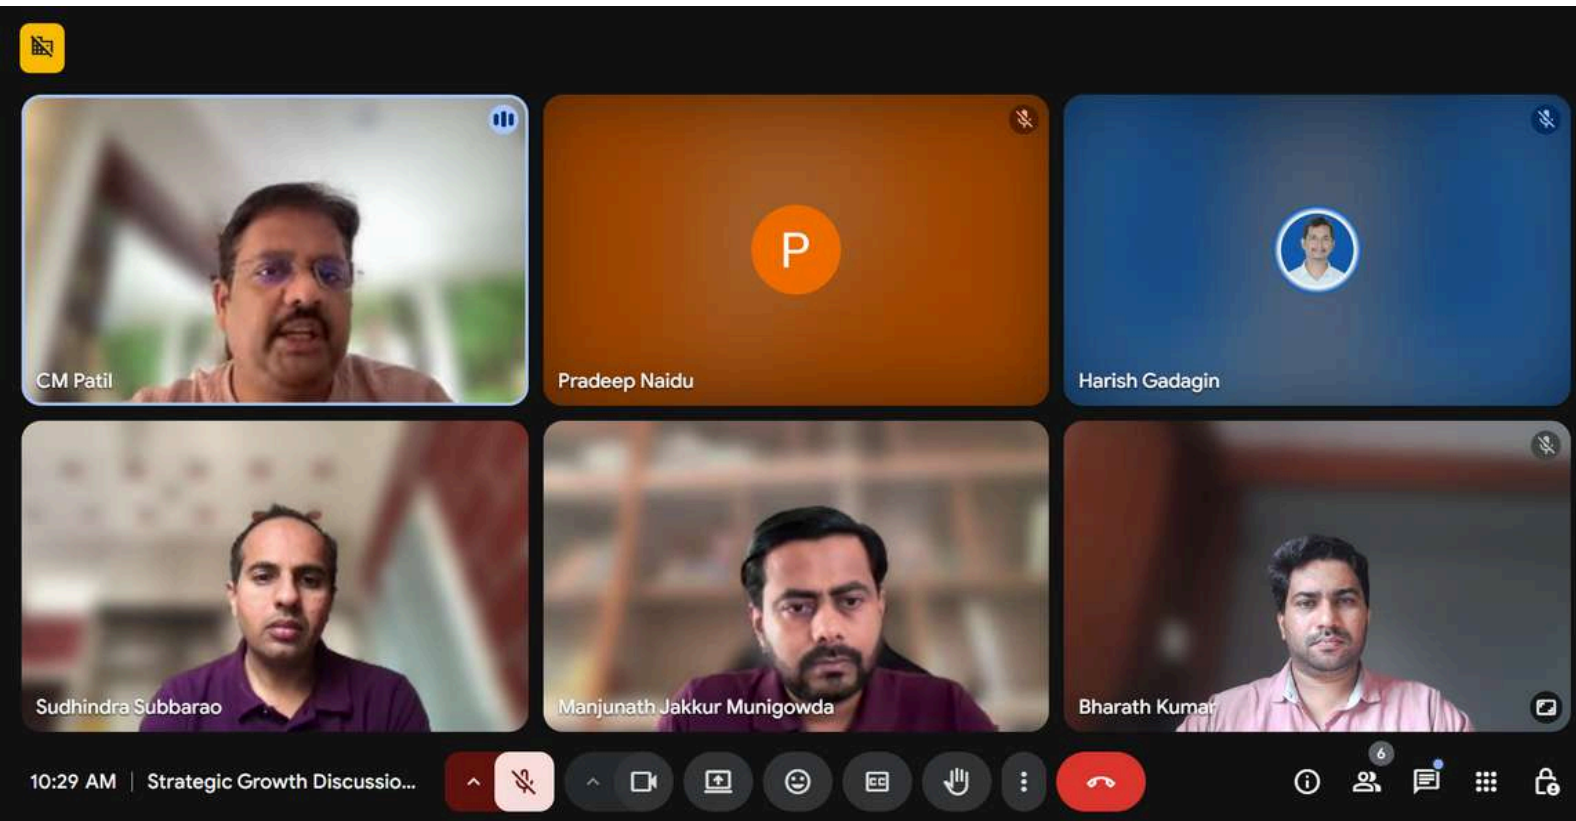 CM Patil
P
Pradeep Naidu
Harish Gadagin
Sudhindra Subbarao
Manjunath Jakkur Munigowda
Bharath Kumar
6
10:29 AM | Strategic Growth Discussio...
CC